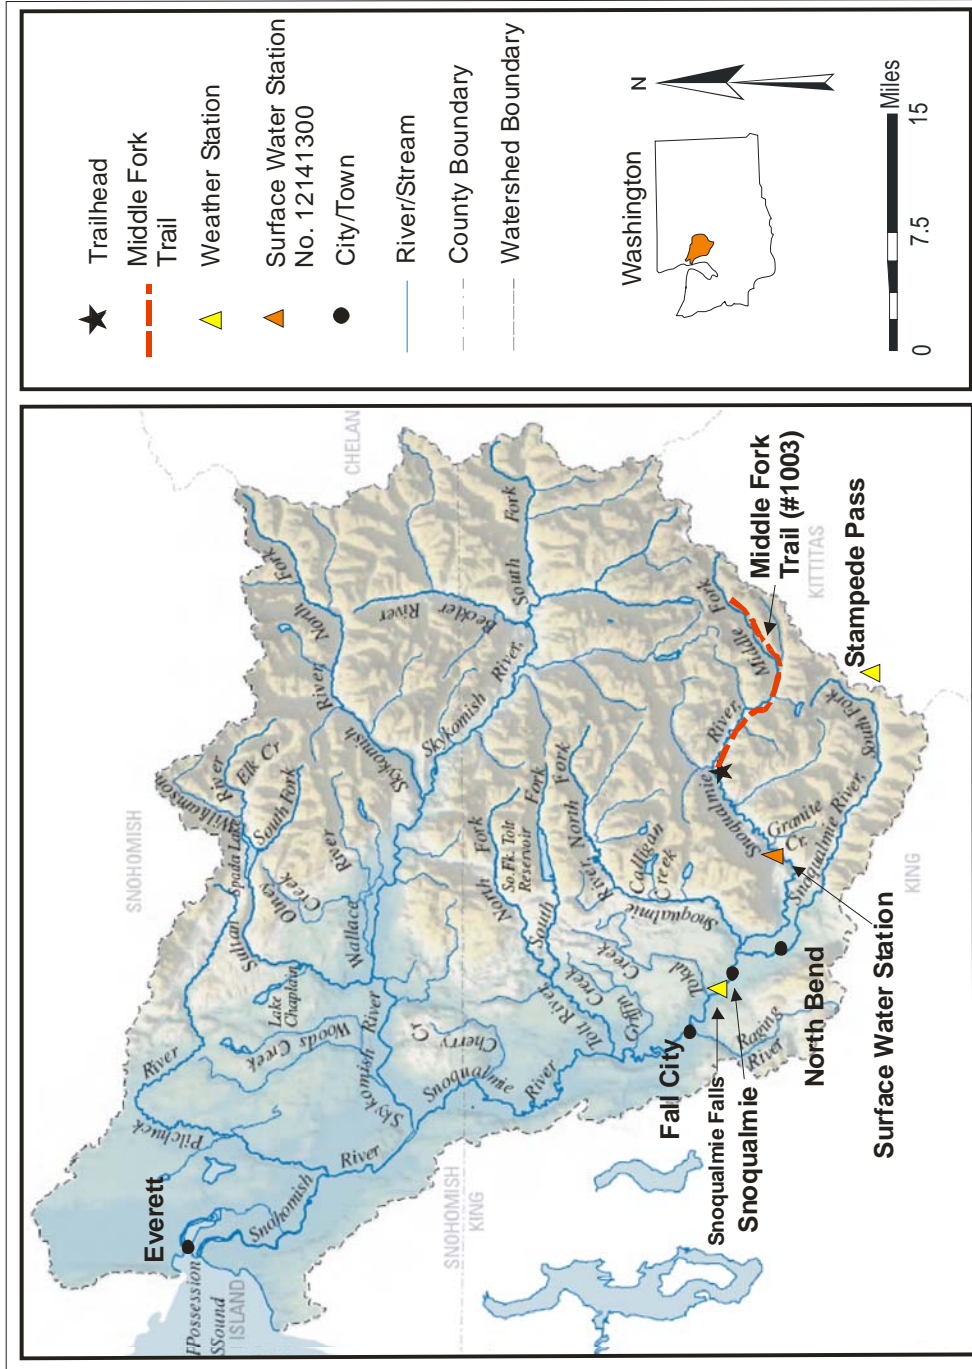 Trailhead
Middle Fork
Trail
Weather Station
Surface Water Station
No. 12141300
City/Town
River/Stream
County Boundary
Watershed Boundary
Washington
N
0
7.5
15
Miles
SNOHOMISH
CHELAN
KITTITAS
KING
SNOHOMISH
KING
ISLAND
FPossession
SSound
Everett
Snohomish
River
Pilchuck
River
Woods Creek
Lake
Chaplain
Sultan
Spada Lake
Williamson
River
Elk Cr
South Fork
Olney
Creek
Wallace
River
Skykomish
River
Skykomish
River,
North
Fork
Beckler
River
Skykomish
River,
South
Fork
Cherry
Cr
Snoqualmie
River
Tolt River
North
Fork
So.Fk. Tolt
Reservoir
South
Fork
Griffin
Creek
Tokul
Creek
Snoqualmie
River, North
Fork
Calligan
Creek
Raging
River
Snoqualmie
River,
Middle
Fork
Granite
Cr.
Snoqualmie River,
South Fork
Middle Fork
Trail (#1003)
Stampede Pass
Fall City
Snoqualmie Falls
Snoqualmie
North Bend
Surface Water Station